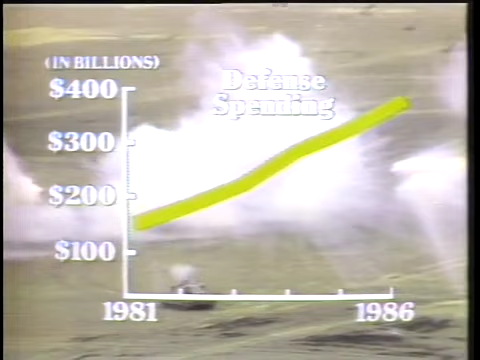 (IN BILLIONS)
Defense
Spending
$400
$300
$200
$100
1981 1986